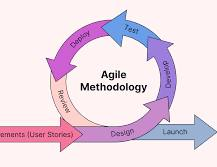 Test
Deploy
Develop
Agile
Methodology
Review
ements (User Stories)
Design
Launch